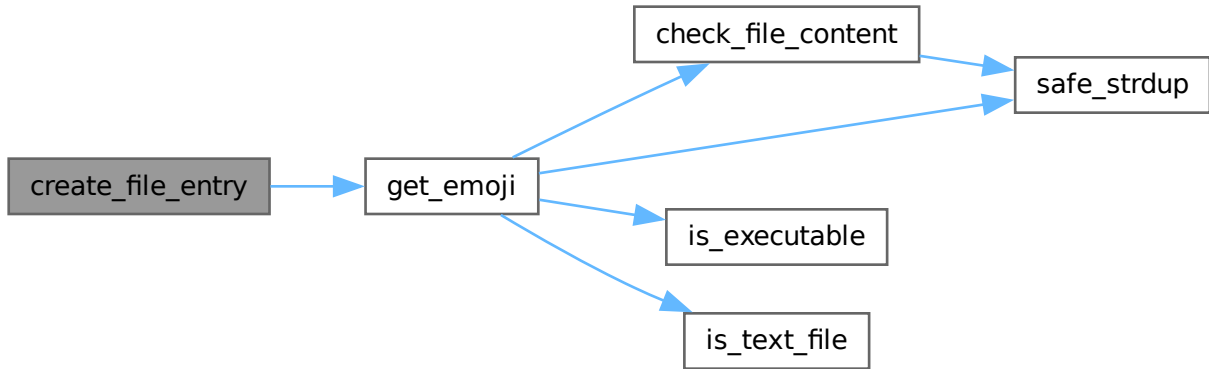 check_file_content
safe_strdup
create_file_entry
get_emoji
is_executable
is_text_file